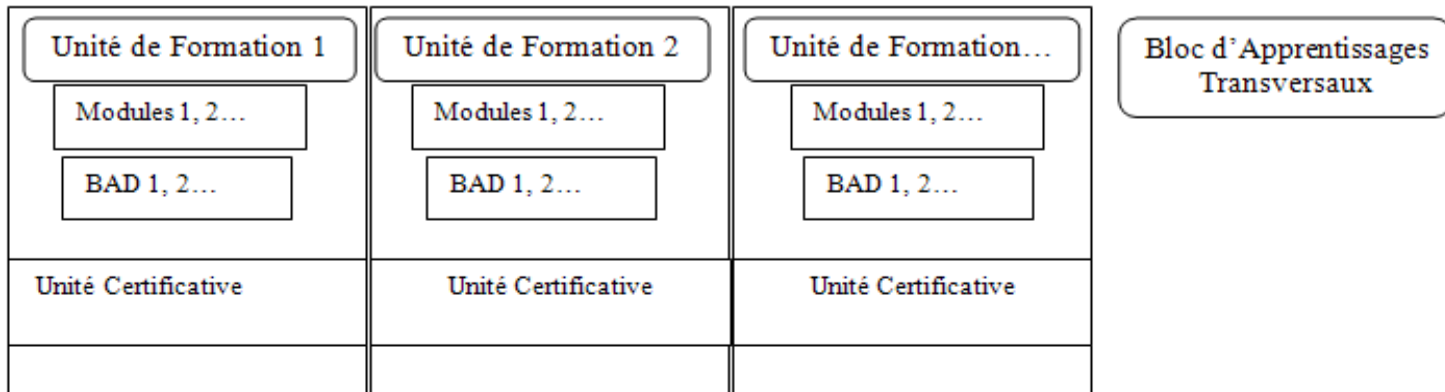 Unité de Formation 1
Unité de Formation 2
Unité de Formation…
Bloc d’Apprentissages
Transversaux
Modules 1, 2…
Modules 1, 2…
Modules 1, 2…
BAD 1, 2…
BAD 1, 2…
BAD 1, 2…
Unité Certificative
Unité Certificative
Unité Certificative